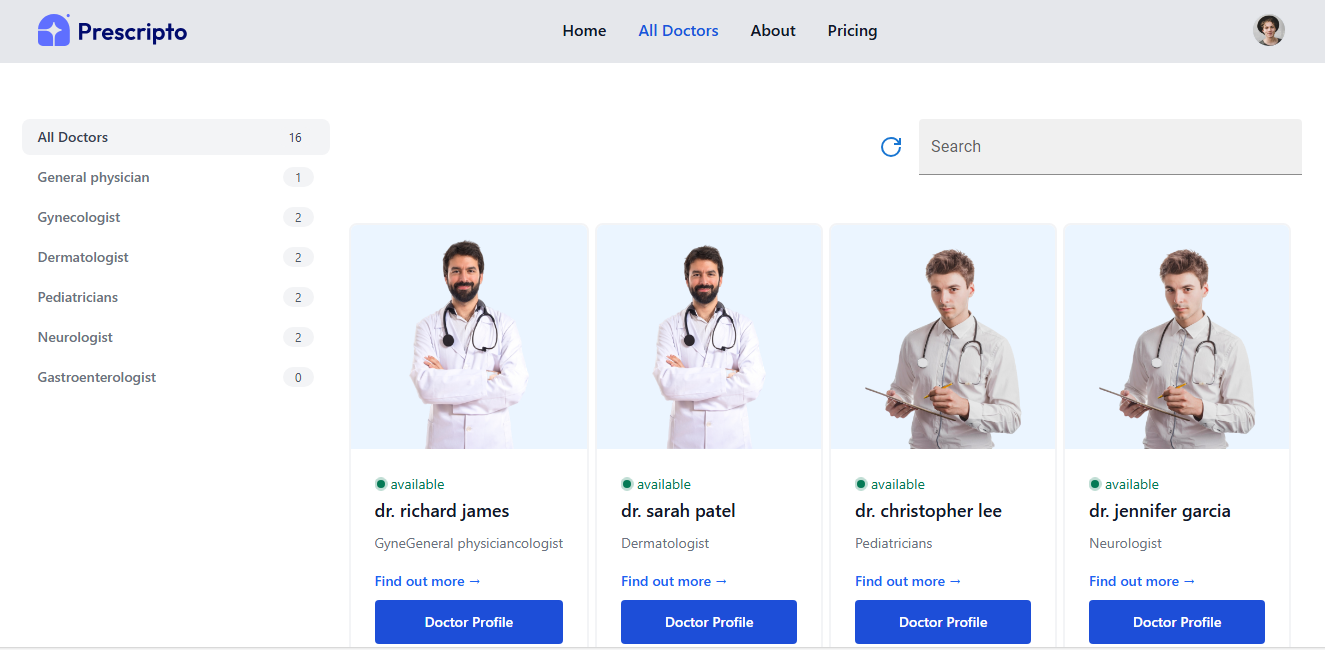 Prescripto
Home All Doctors About Pricing
All Doctors 16
General physician 1
Gynecologist 2
Dermatologist 2
Pediatricians 2
Neurologist 2
Gastroenterologist 0
Search
available available available available
dr. richard james dr. sarah patel dr. christopher lee dr. jennifer garcia
GyneGeneral physiciancologist Dermatologist Pediatricians Neurologist
Find out more → Find out more → Find out more → Find out more →
Doctor Profile Doctor Profile Doctor Profile Doctor Profile